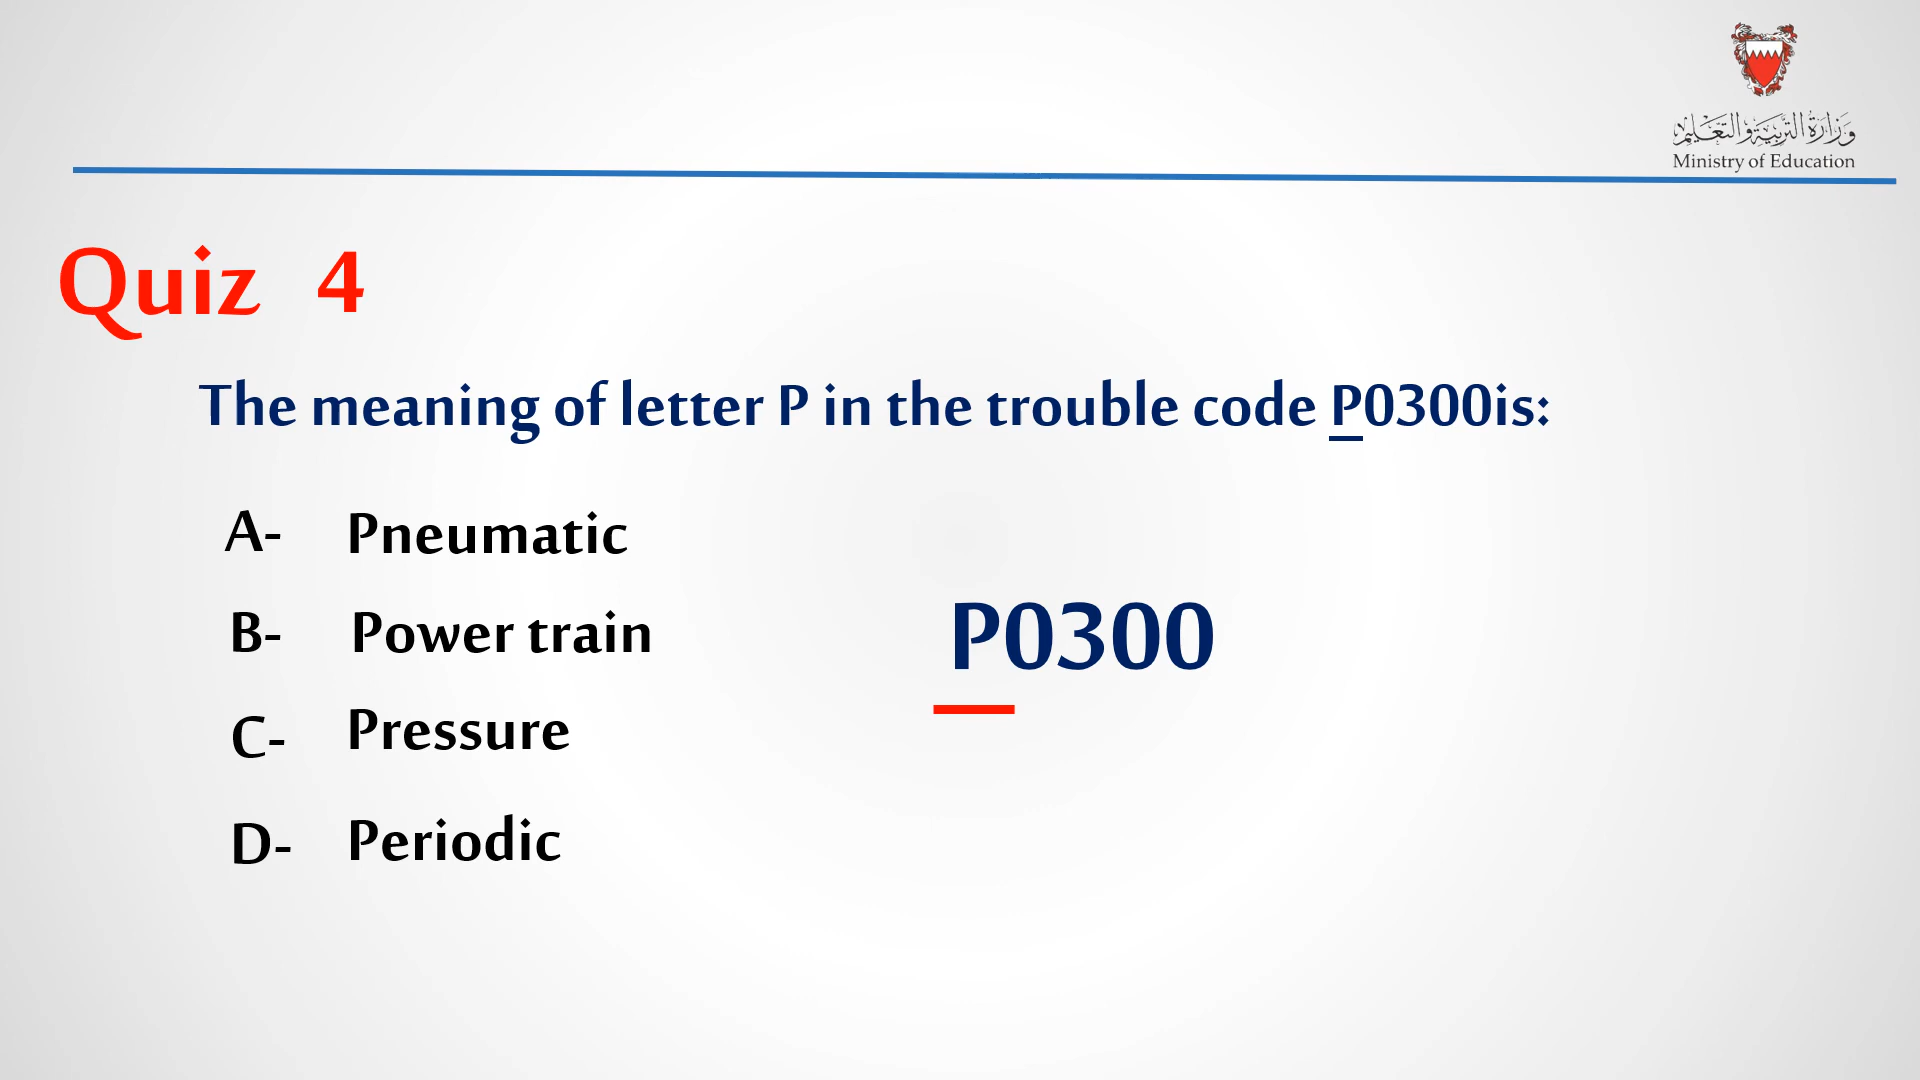 وزارة التربية والتعليم
Ministry of Education
Quiz 4
The meaning of letter P in the trouble code P0300is:
A- Pneumatic
B- Power train
P0300
C- Pressure
D- Periodic